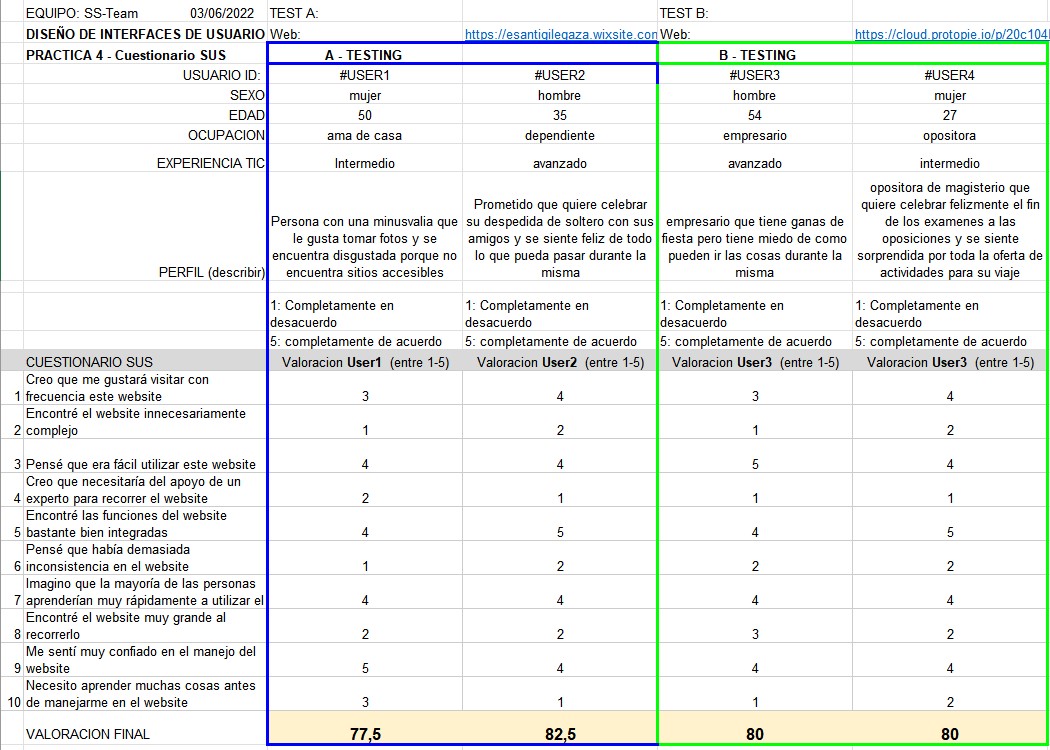 EQUIPO: SS-Team 03/06/2022 TEST A: TEST B:
DISEÑO DE INTERFACES DE USUARIO Web: https://esantigilegaza.wixsite.com Web: https://cloud.protopie.io/p/20c104
PRACTICA 4 - Cuestionario SUS A - TESTING B - TESTING
USUARIO ID: #USER1 #USER2 #USER3 #USER4
SEXO mujer hombre hombre mujer
EDAD 50 35 54 27
OCUPACION ama de casa dependiente empresario opositora
EXPERIENCIA TIC Intermedio avanzado avanzado intermedio
PERFIL (describir)
Persona con una minusvalia que
le gusta tomar fotos y se
encuentra disgustada porque no
encuentra sitios accesibles
Prometido que quiere celebrar
su despedida de soltero con sus
amigos y se siente feliz de todo
lo que pueda pasar durante la
misma
empresario que tiene ganas de
fiesta pero tiene miedo de como
pueden ir las cosas durante la
misma
opositora de magisterio que
quiere celebrar felizmente el fin
de los examenes a las
oposiciones y se siente
sorprendida por toda la oferta de
actividades para su viaje
1: Completamente en
desacuerdo
5: completamente de acuerdo
1: Completamente en
desacuerdo
5: completamente de acuerdo
1: Completamente en
desacuerdo
5: completamente de acuerdo
1: Completamente en
desacuerdo
5: completamente de acuerdo
CUESTIONARIO SUS Valoracion User1 (entre 1-5) Valoracion User2 (entre 1-5) Valoracion User3 (entre 1-5) Valoracion User3 (entre 1-5)
Creo que me gustará visitar con
1 frecuencia este website 3 4 3 4
Encontré el website innecesariamente
2 complejo 1 2 1 2
3 Pensé que era fácil utilizar este website 4 4 5 4
Creo que necesitaría del apoyo de un
4 experto para recorrer el website 2 1 1 1
Encontré las funciones del website
5 bastante bien integradas 4 5 4 5
Pensé que había demasiada
6 inconsistencia en el website 1 2 2 2
Imagino que la mayoría de las personas
7 aprenderían muy rápidamente a utilizar el 4 4 4 4
Encontré el website muy grande al
8 recorrerlo 2 2 3 2
Me sentí muy confiado en el manejo del
9 website 5 4 4 4
Necesito aprender muchas cosas antes
10 de manejarme en el website 3 1 1 2
VALORACION FINAL 77,5 82,5 80 80